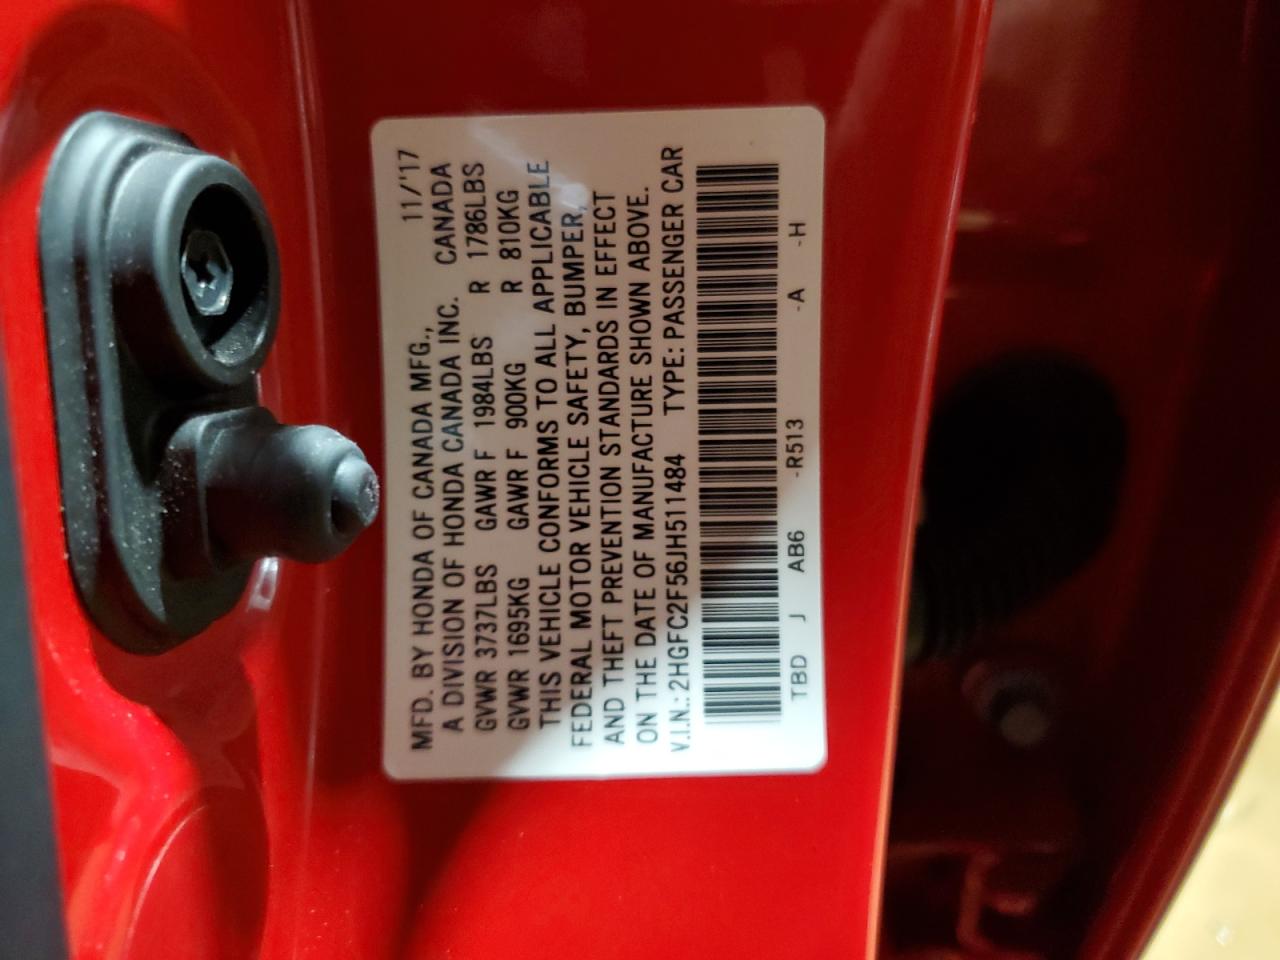 11/'17
MFD. BY HONDA OF CANADA MFG.,
A DIVISION OF HONDA CANADA INC. CANADA
GVWR 3737LBS GAWR F 1984LBS R 1786LBS
GVWR 1695KG GAWR F 900KG R 810KG
THIS VEHICLE CONFORMS TO ALL APPLICABLE
FEDERAL MOTOR VEHICLE SAFETY, BUMPER,
AND THEFT PREVENTION STANDARDS IN EFFECT
ON THE DATE OF MANUFACTURE SHOWN ABOVE.
V.I.N.: 2HGFC2F56JH511484 TYPE: PASSENGER CAR
TBD J AB6 -R513 -A -H